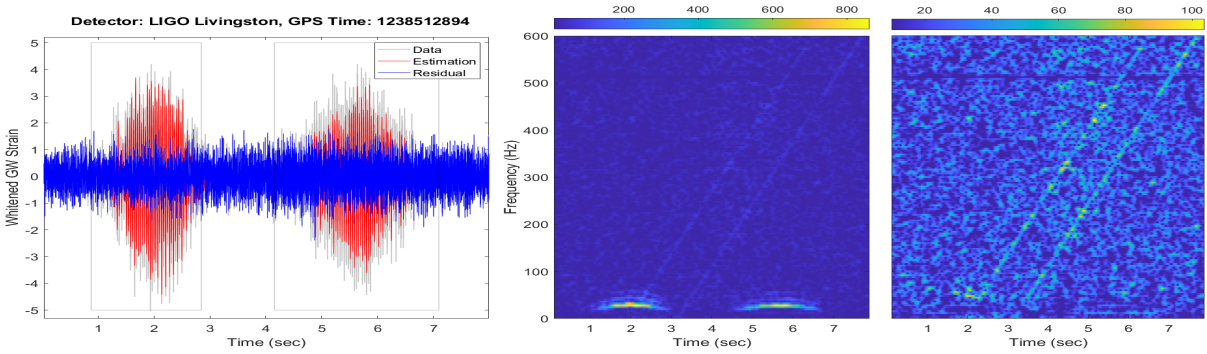 Detector: LIGO Livingston, GPS Time: 1238512894
Data
Estimation
Residual
Whitened GW Strain
5
4
3
2
1
0
-1
-2
-3
-4
-5
1 2 3 4 5 6 7
Time (sec)
200 400 600 800
Frequency (Hz)
600
500
400
300
200
100
0
1 2 3 4 5 6 7
Time (sec)
20 40 60 80 100
1 2 3 4 5 6 7
Time (sec)